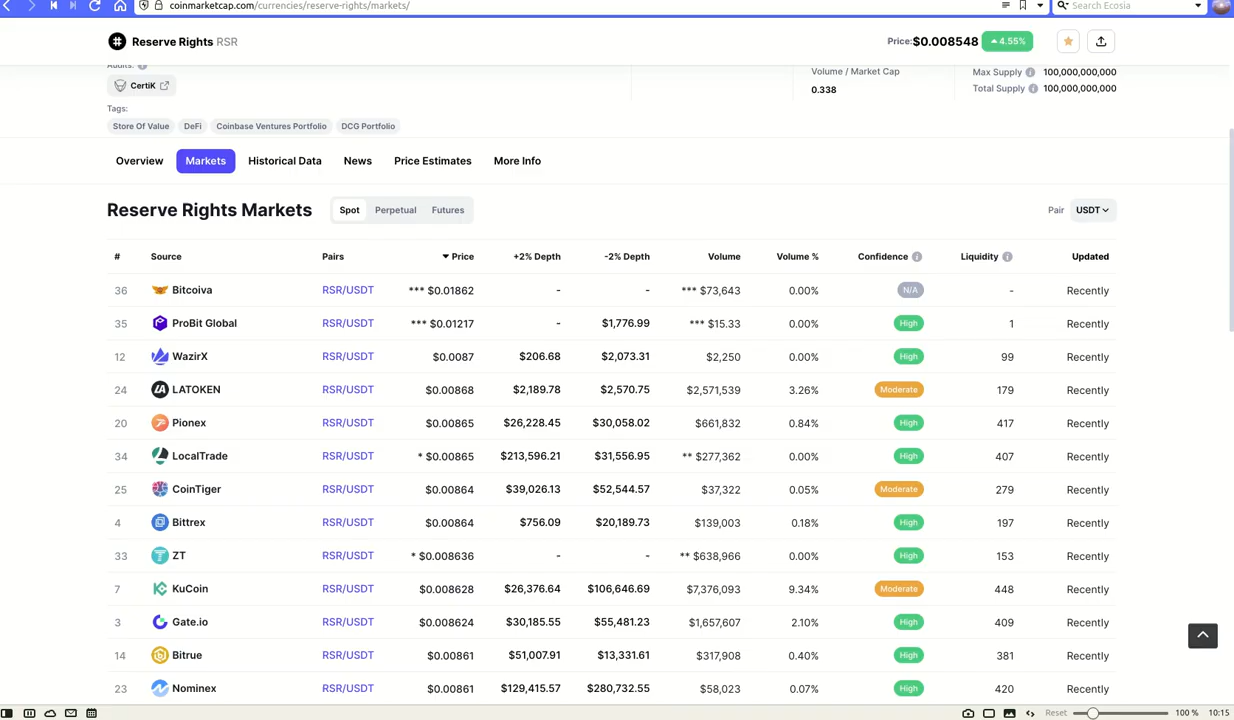 coinmarketcap.com/currencies/reserve-rights/markets/ Search Ecosia
Reserve Rights RSR Price: $0.008548 4.55%
Audits: Volume / Market Cap Max Supply 100,000,000,000
CertiK 0.338 Total Supply 100,000,000,000
Tags:
Store Of Value DeFi Coinbase Ventures Portfolio DCG Portfolio
Overview Markets Historical Data News Price Estimates More Info
Reserve Rights Markets Spot Perpetual Futures Pair USDT
# Source Pairs Price +2% Depth -2% Depth Volume Volume % Confidence Liquidity Updated
36 Bitcoiva RSR/USDT *** $0.01862 - - *** $73,643 0.00% N/A - Recently
35 ProBit Global RSR/USDT *** $0.01217 - $1,776.99 *** $15.33 0.00% High 1 Recently
12 WazirX RSR/USDT $0.0087 $206.68 $2,073.31 $2,250 0.00% High 99 Recently
24 LATOKEN RSR/USDT $0.00868 $2,189.78 $2,570.75 $2,571,539 3.26% Moderate 179 Recently
20 Pionex RSR/USDT $0.00865 $26,228.45 $30,058.02 $661,832 0.84% High 417 Recently
34 LocalTrade RSR/USDT * $0.00865 $213,596.21 $31,556.95 ** $277,362 0.00% High 407 Recently
25 CoinTiger RSR/USDT $0.00864 $39,026.13 $52,544.57 $37,322 0.05% Moderate 279 Recently
4 Bittrex RSR/USDT $0.00864 $756.09 $20,189.73 $139,003 0.18% High 197 Recently
33 ZT RSR/USDT * $0.008636 - - ** $638,966 0.00% High 153 Recently
7 KuCoin RSR/USDT $0.008628 $26,376.64 $106,646.69 $7,376,093 9.34% Moderate 448 Recently
3 Gate.io RSR/USDT $0.008624 $30,185.55 $55,481.23 $1,657,607 2.10% High 409 Recently
14 Bitrue RSR/USDT $0.00861 $51,007.91 $13,331.61 $317,908 0.40% High 381 Recently
23 Nominex RSR/USDT $0.00861 $129,415.57 $280,732.55 $58,023 0.07% High 420 Recently
Reset 100 % 10:15